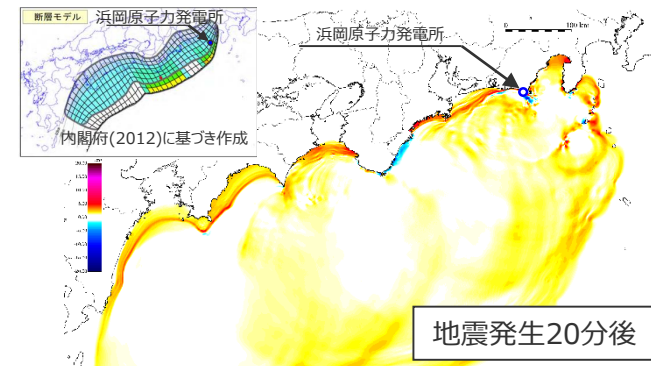 断層モデル
浜岡原子力発電所
内閣府(2012)に基づき作成
浜岡原子力発電所
0 100 km
地震発生20分後